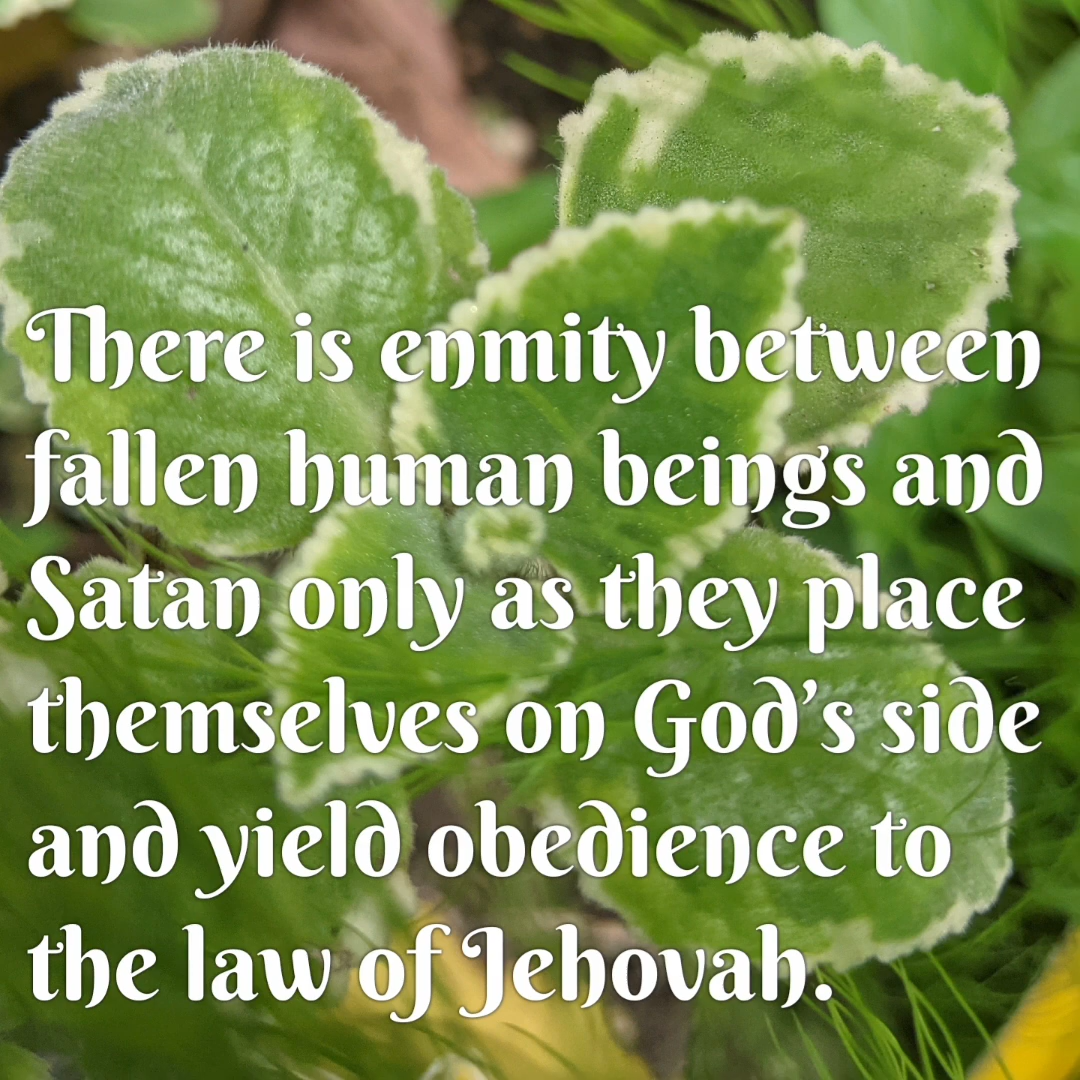 There is enmity between
fallen human beings and
Satan only as they place
themselves on God’s side
and yield obedience to
the law of Jehovah.